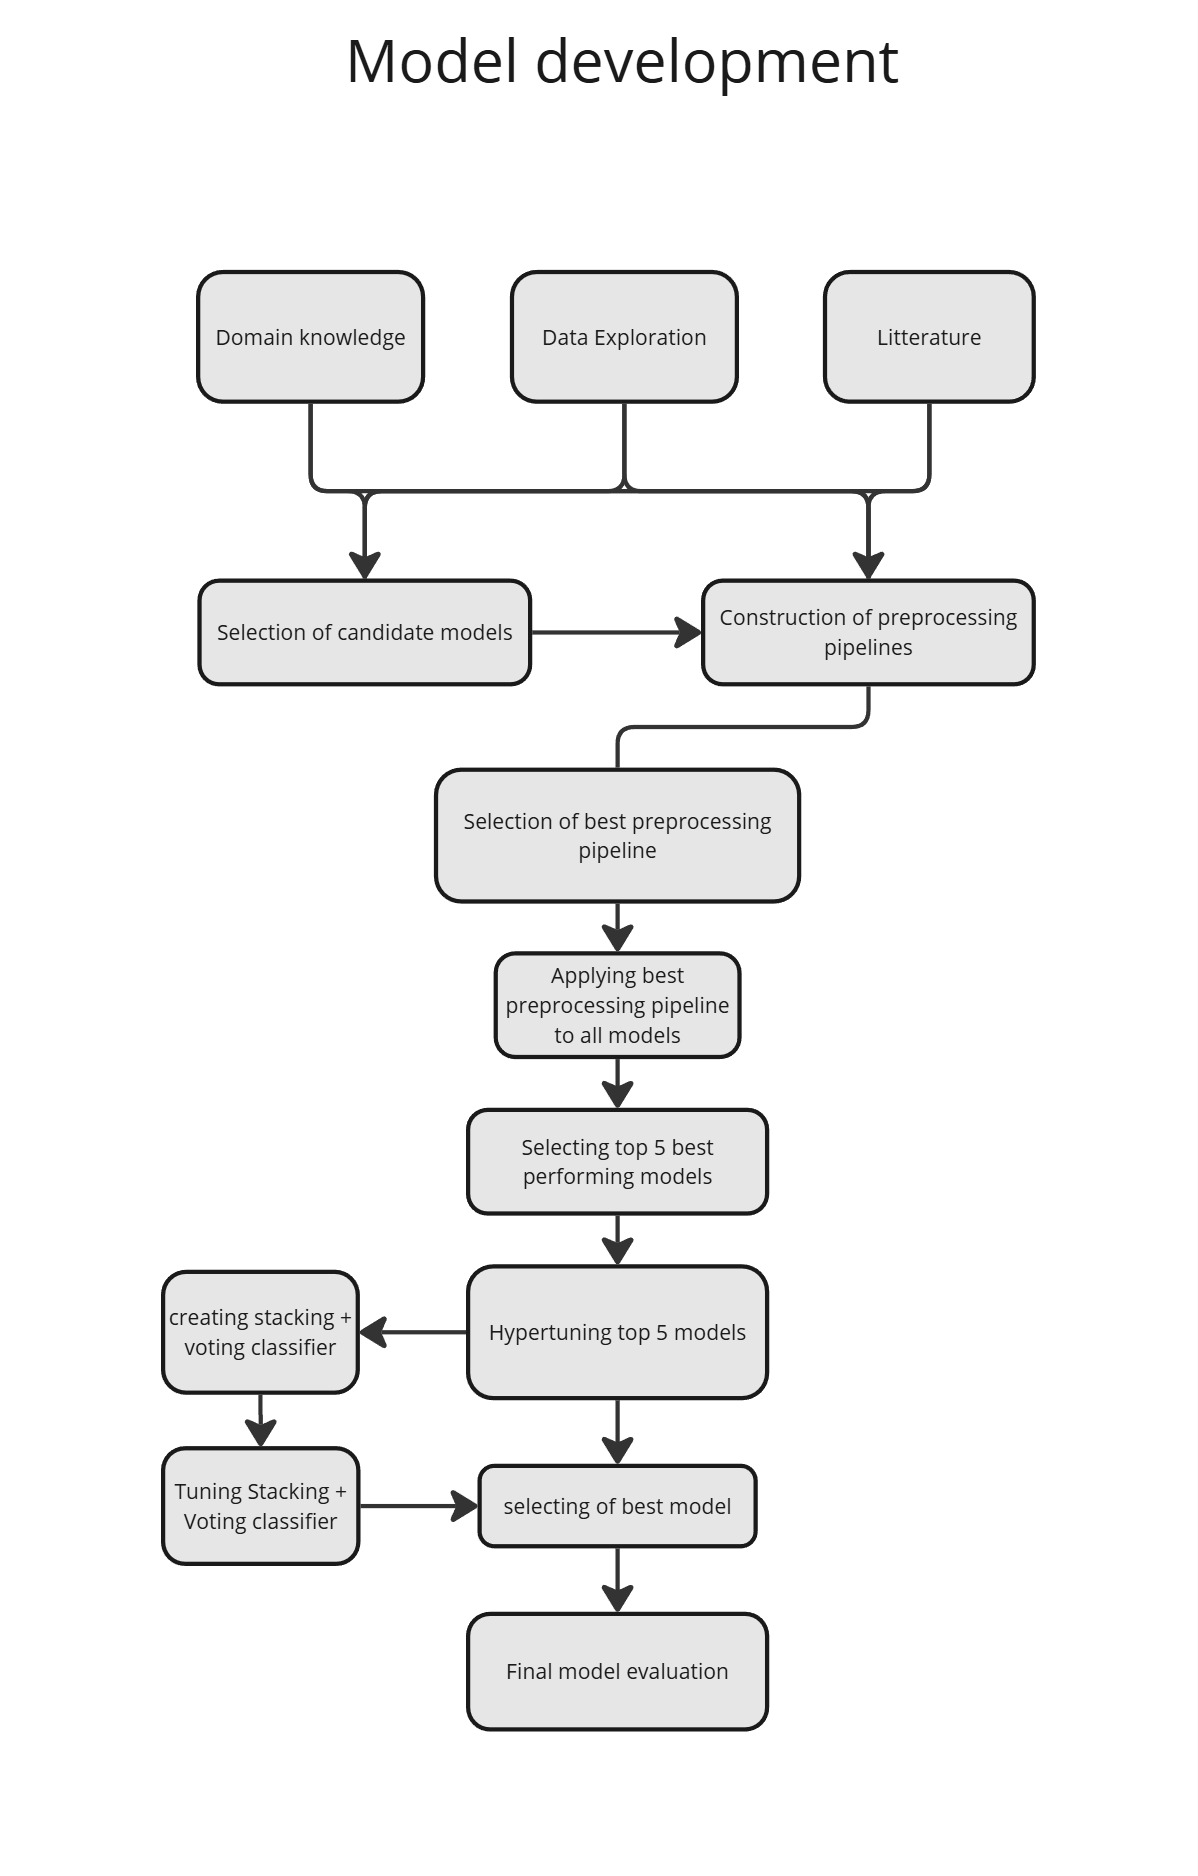 Model development
Domain knowledge
Data Exploration
Litterature
Selection of candidate models
Construction of preprocessing
pipelines
Selection of best preprocessing
pipeline
Applying best
preprocessing pipeline
to all models
Selecting top 5 best
performing models
Hypertuning top 5 models
creating stacking +
voting classifier
Tuning Stacking +
Voting classifier
selecting of best model
Final model evaluation